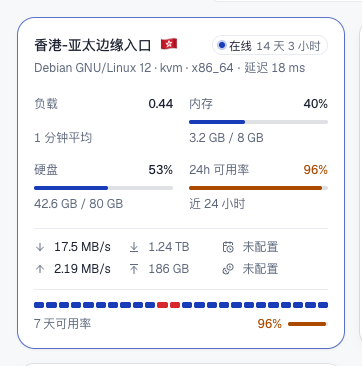 香港-亚太边缘入口 🇭🇰 在线 14 天 3 小时
Debian GNU/Linux 12 · kvm · x86_64 · 延迟 18 ms
负载 0.44 内存 40%
1 分钟平均 3.2 GB / 8 GB
硬盘 53% 24h 可用率 96%
42.6 GB / 80 GB 近 24 小时
↓ 17.5 MB/s 1.24 TB 未配置
↑ 2.19 MB/s 186 GB 未配置
7 天可用率 96%